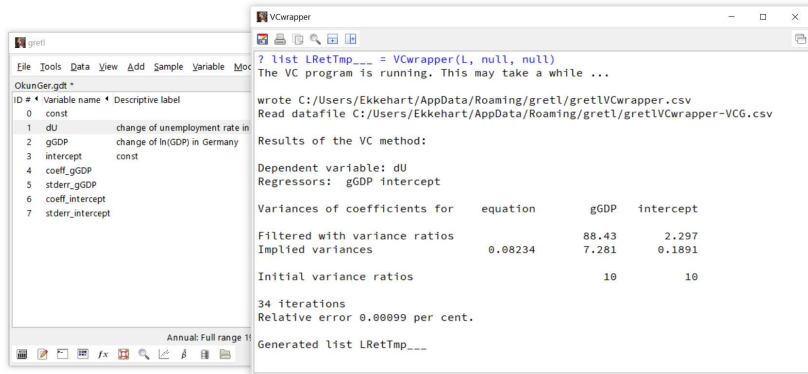 gretl
File Tools Data View Add Sample Variable
OkunGer.gdt *
ID # Variable name Descriptive label
0 const
1 dU change of unemployment rate in
2 gGDP change of ln(GDP) in Germany
3 intercept const
4 coeff_gGDP
5 stderr_gGDP
6 coeff_intercept
7 stderr_intercept
Annual: Full range
fx β
VCwrapper
? list LRetTmp___ = VCwrapper(L, null, null)
The VC program is running. This may take a while ...
wrote C:/Users/Ekkehart/AppData/Roaming/gretl/gretlVCwrapper.csv
Read datafile C:/Users/Ekkehart/AppData/Roaming/gretl/gretlVCwrapper-VCG.csv
Results of the VC method:
Dependent variable: dU
Regressors: gGDP intercept
Variances of coefficients for equation gGDP intercept
Filtered with variance ratios 88.43 2.297
Implied variances 0.08234 7.281 0.1891
Initial variance ratios 10 10
34 iterations
Relative error 0.00099 per cent.
Generated list LRetTmp___